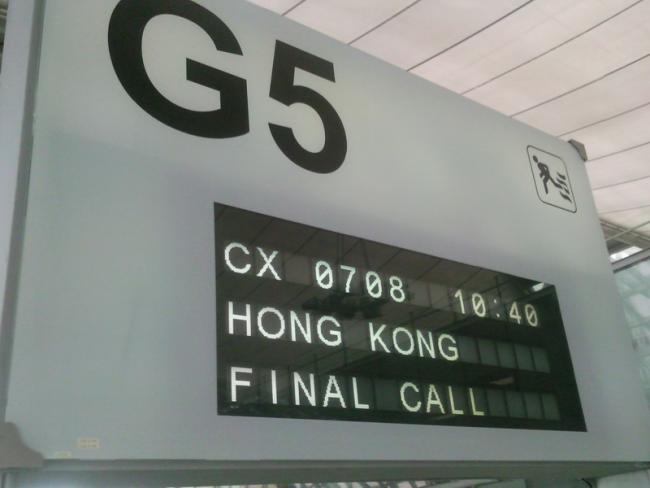 G5
CX 0708 10:40
HONG KONG
FINAL CALL